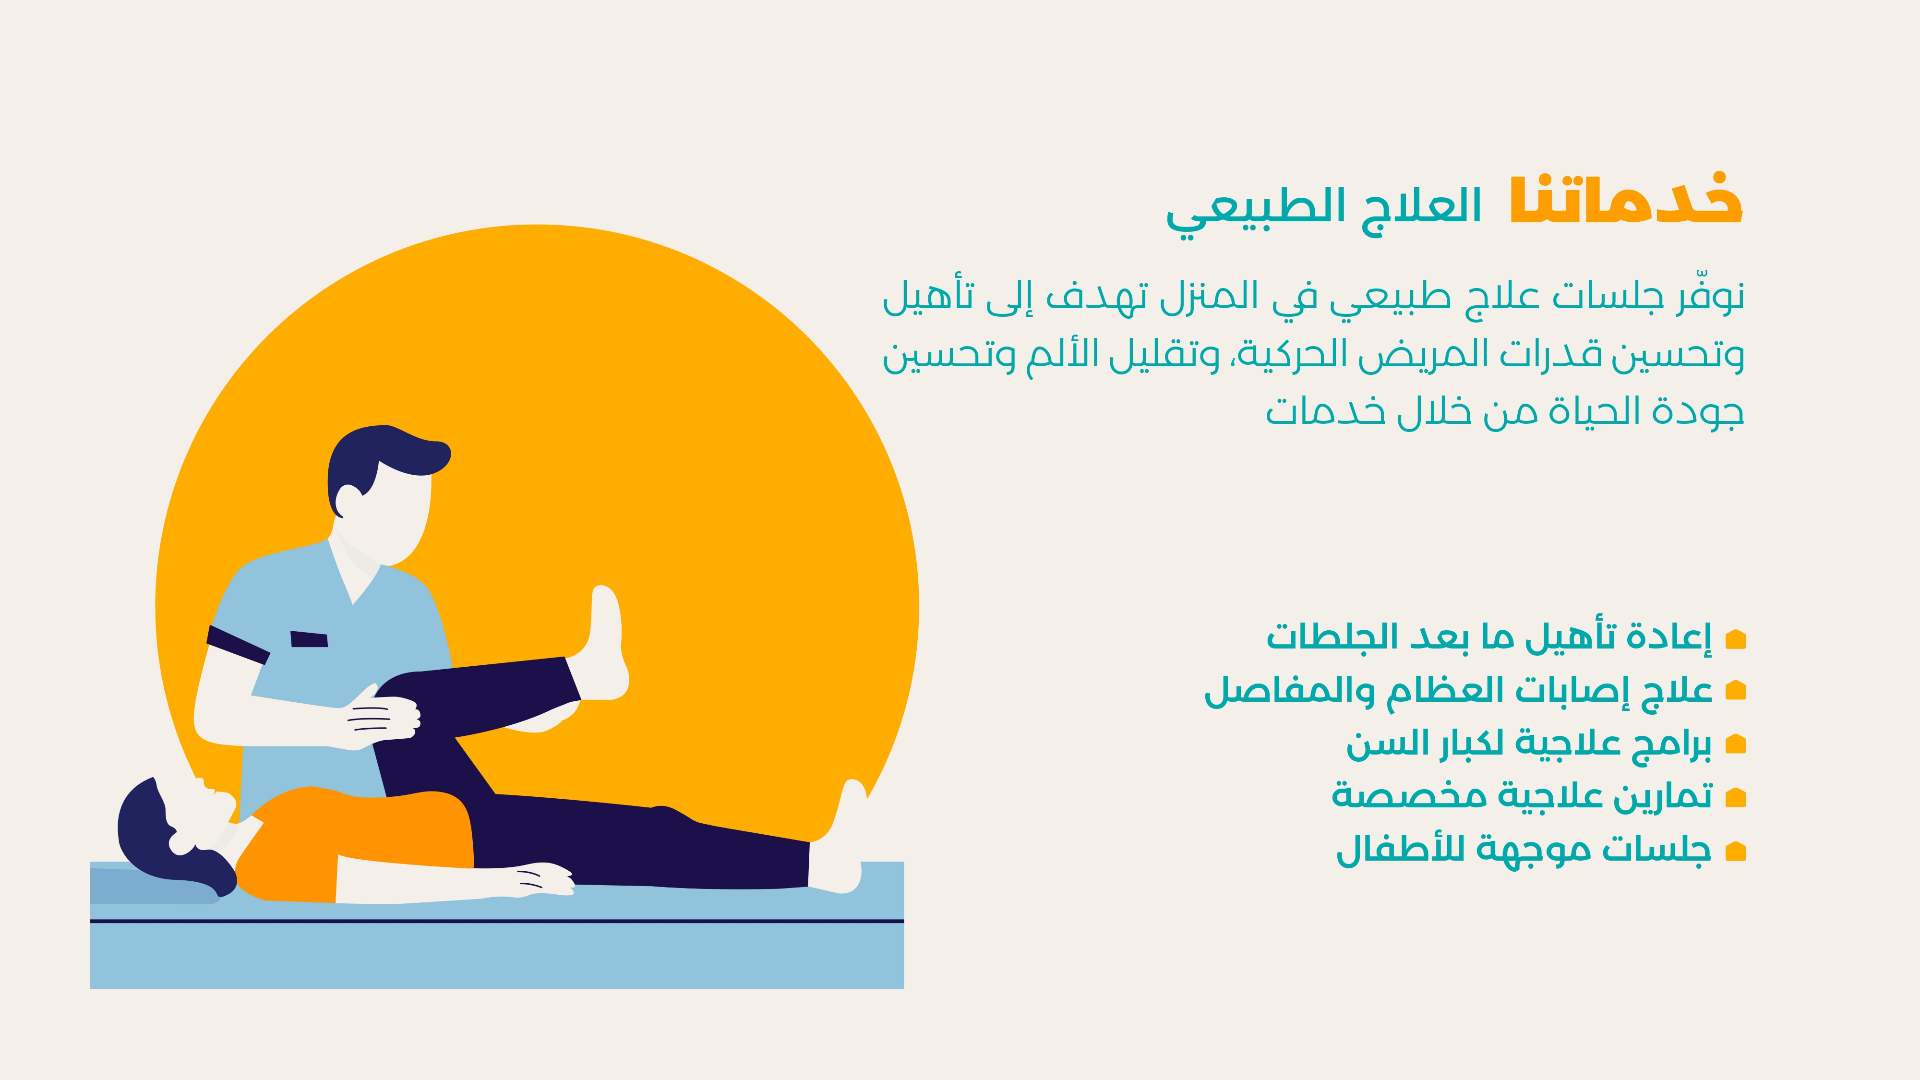 خدماتنا العلاج الطبيعي
نوفّر جلسات علاج طبيعي في المنزل تهدف إلى تأهيل
وتحسين قدرات المريض الحركية، وتقليل الألم وتحسين
جودة الحياة من خلال خدمات
إعادة تأهيل ما بعد الجلطات
علاج إصابات العظام والمفاصل
برامج علاجية لكبار السن
تمارين علاجية مخصصة
جلسات موجهة للأطفال